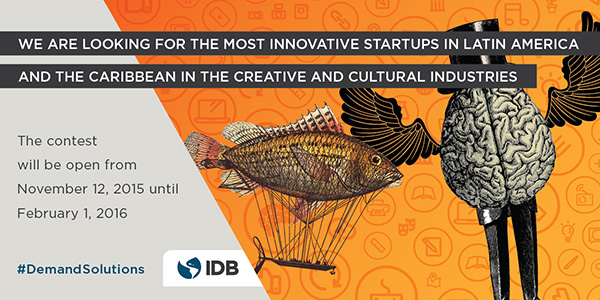 WE ARE LOOKING FOR THE MOST INNOVATIVE STARTUPS IN LATIN AMERICA
AND THE CARIBBEAN IN THE CREATIVE AND CULTURAL INDUSTRIES
The contest
will be open from
November 12, 2015 until
February 1, 2016
#DemandSolutions
IDB